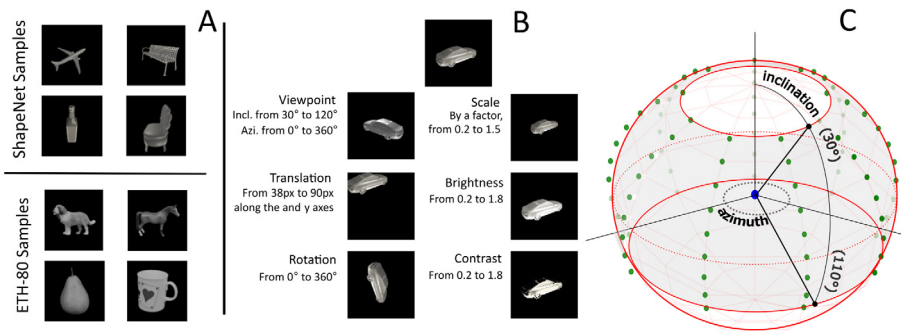 A
ShapeNet Samples
ETH-80 Samples
B
Viewpoint
Incl. from 30° to 120°
Azi. from 0° to 360°
Scale
By a factor,
from 0.2 to 1.5
Translation
From 38px to 90px
along the and y axes
Brightness
From 0.2 to 1.8
Rotation
From 0° to 360°
Contrast
From 0.2 to 1.8
C
inclination
(30º)
azimuth
(110º)